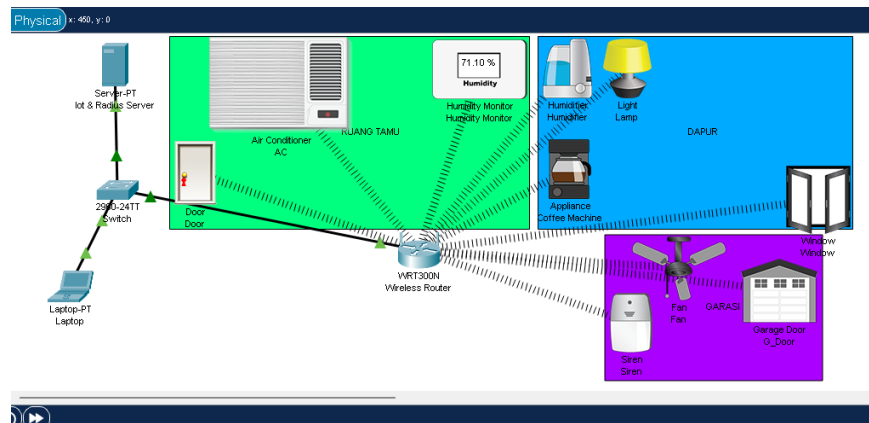 Physical x: 450, y: 0
Server-PT
Iot & Radius Server
2960-24TT
Switch
Laptop-PT
Laptop
Door
Door
Air Conditioner
AC
RUANG TAMU
71.10 %
Humidity
Humidity Monitor
Humidity Monitor
WRT300N
Wireless Router
Humidifier
Humidifier
Light
Lamp
DAPUR
Appliance
Coffee Machine
Window
Window
Fan
Fan
GARASI
Garage Door
G_Door
Siren
Siren